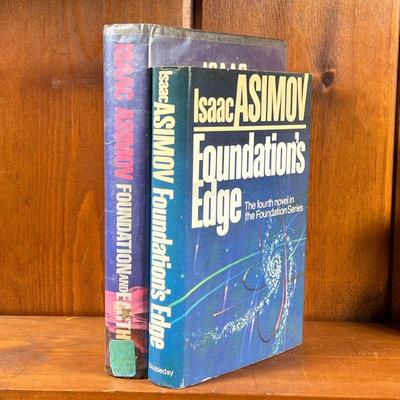 ISAAC
ISAAC ASIMOV FOUNDATION AND EARTH
Isaac ASIMOV Foundation's Edge
Doubleday
Isaac ASIMOV
Foundation's
Edge
The fourth novel in
the Foundation Series